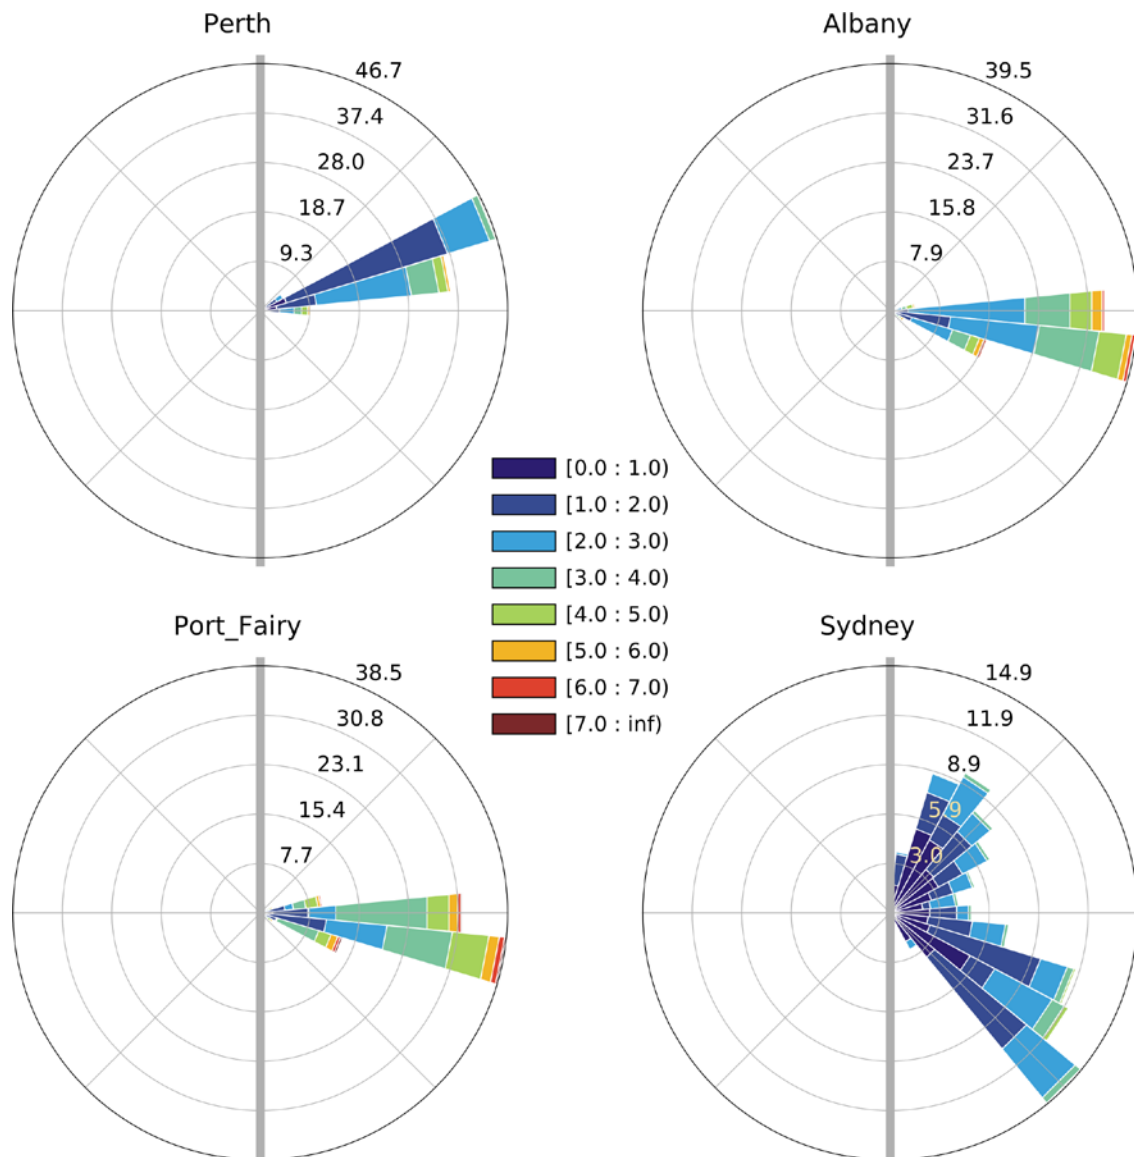 Perth
46.7
37.4
28.0
18.7
9.3
Albany
39.5
31.6
23.7
15.8
7.9
[0.0 : 1.0)
[1.0 : 2.0)
[2.0 : 3.0)
[3.0 : 4.0)
[4.0 : 5.0)
[5.0 : 6.0)
[6.0 : 7.0)
[7.0 : inf)
Port_Fairy
38.5
30.8
23.1
15.4
7.7
Sydney
14.9
11.9
8.9
5.9
3.0